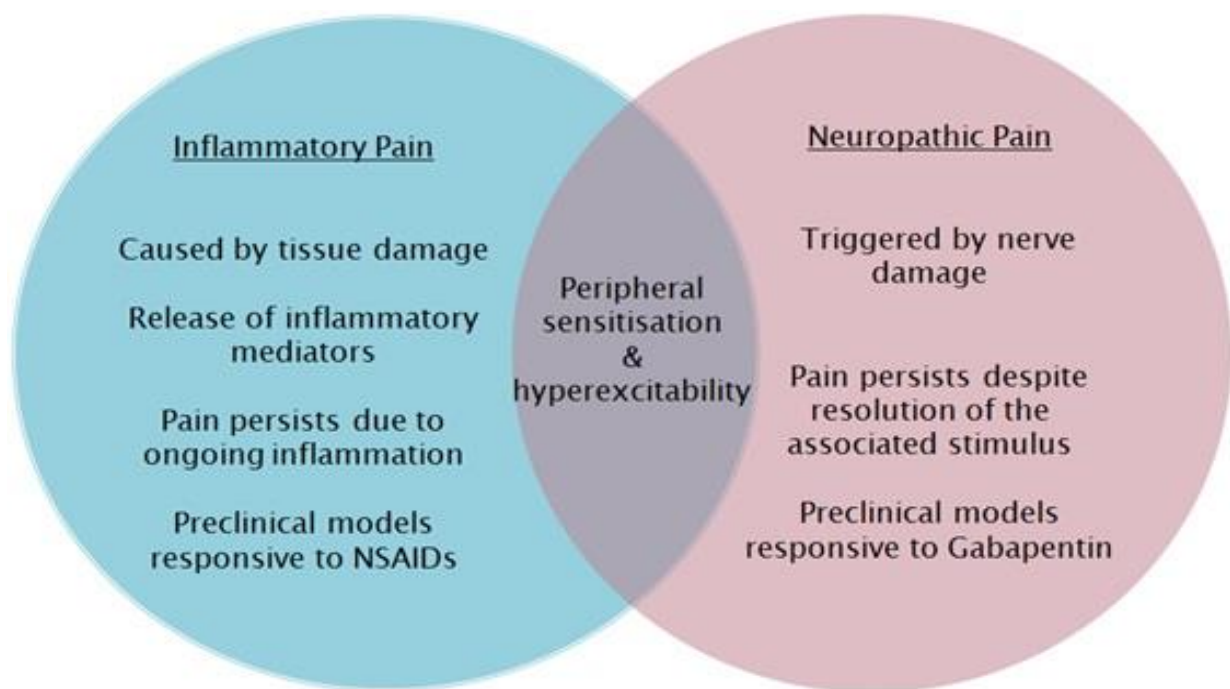 Inflammatory Pain
Caused by tissue damage
Release of inflammatory
mediators
Pain persists due to
ongoing inflammation
Preclinical models
responsive to NSAIDs
Peripheral
sensitisation
&
hyperexcitability
Neuropathic Pain
Triggered by nerve
damage
Pain persists despite
resolution of the
associated stimulus
Preclinical models
responsive to Gabapentin